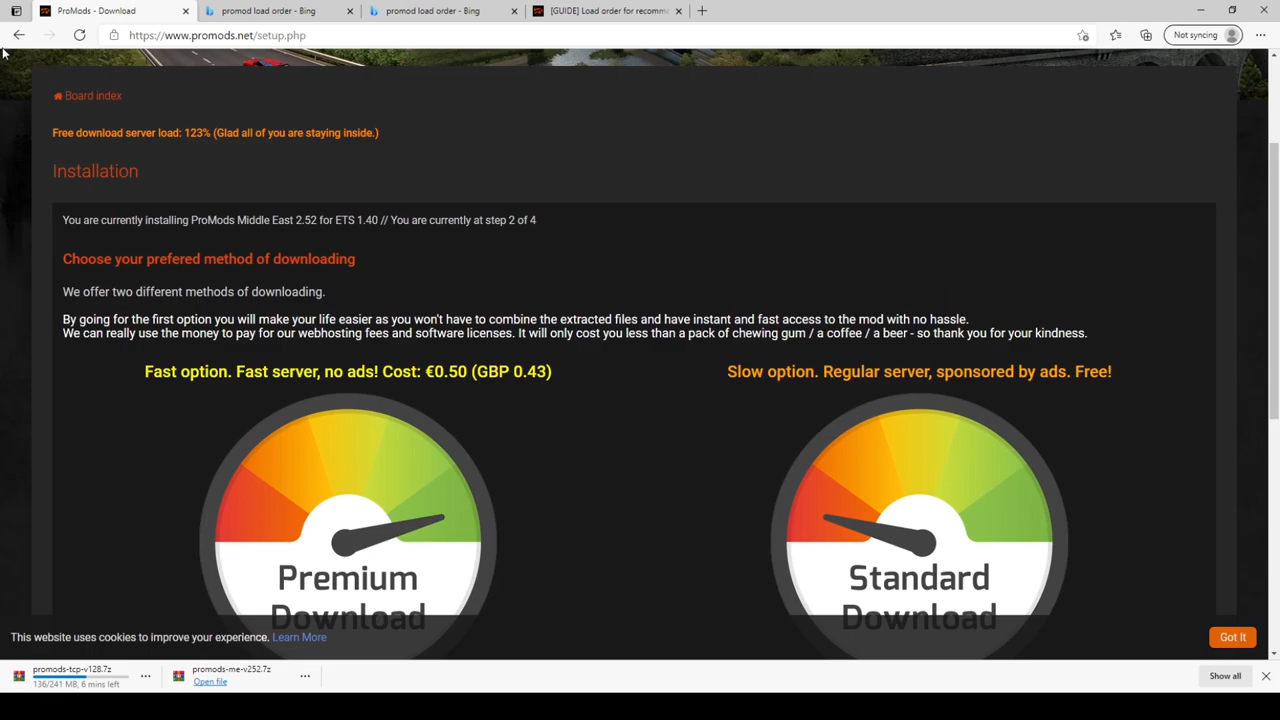 ProMods - Download
promod load order - Bing
promod load order - Bing
[GUIDE] Load order for recomm
https://www.promods.net/setup.php
Not syncing
Board index
Free download server load: 123% (Glad all of you are staying inside.)
Installation
You are currently installing ProMods Middle East 2.52 for ETS 1.40 // You are currently at step 2 of 4
Choose your prefered method of downloading
We offer two different methods of downloading.
By going for the first option you will make your life easier as you won't have to combine the extracted files and have instant and fast access to the mod with no hassle.
We can really use the money to pay for our webhosting fees and software licenses. It will only cost you less than a pack of chewing gum / a coffee / a beer - so thank you for your kindness.
Fast option. Fast server, no ads! Cost: €0.50 (GBP 0.43)
Slow option. Regular server, sponsored by ads. Free!
Premium
Download
Standard
Download
This website uses cookies to improve your experience. Learn More
Got It
promods-tcp-v128.7z
136/241 MB, 6 mins left
promods-me-v252.7z
Open file
Show all